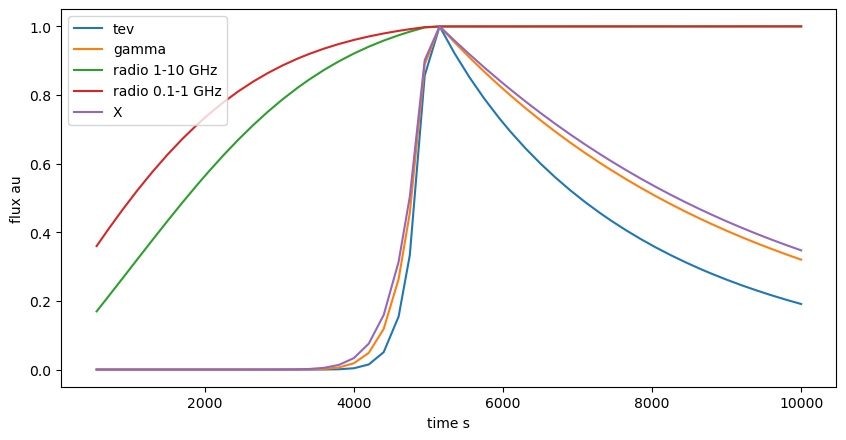 1.0
0.8
0.6
0.4
0.2
0.0
flux au
tev
gamma
radio 1-10 GHz
radio 0.1-1 GHz
X
2000 4000 6000 8000 10000
time s